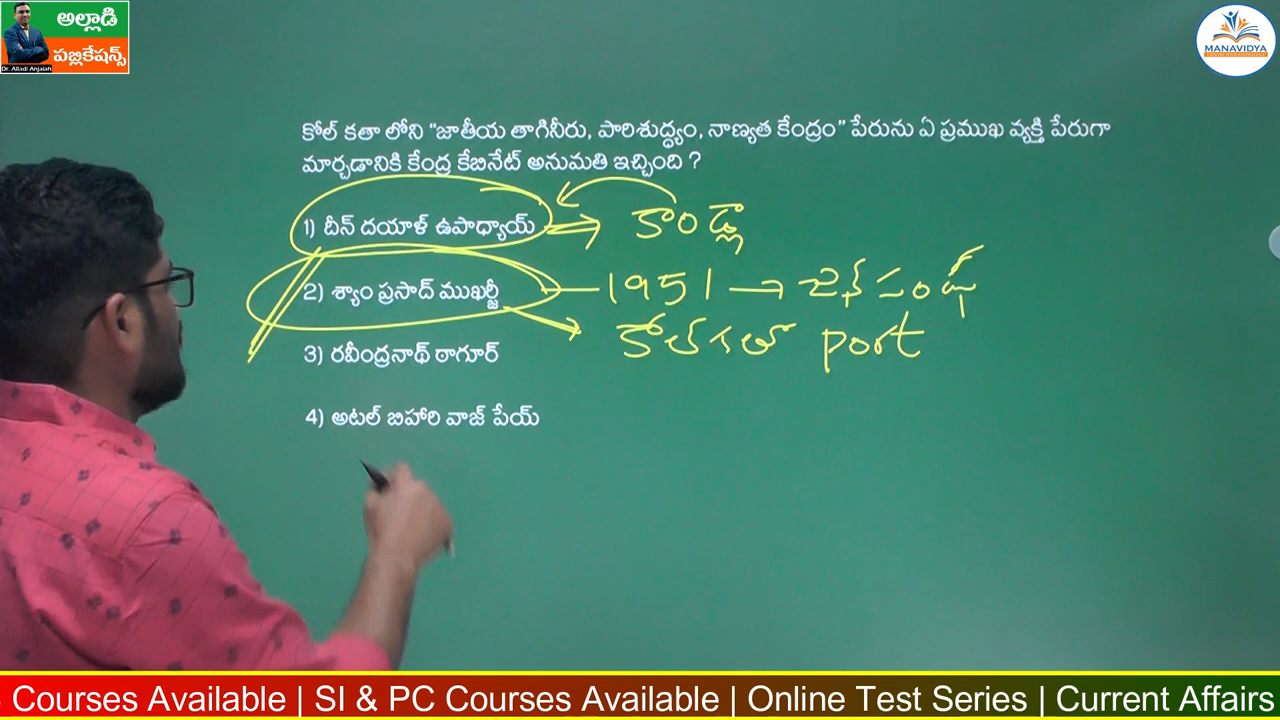 అల్లాడి
పబ్లికేషన్స్
Dr. Alladi Anjaiah
MANAVIDYA
కోల్ కతా లోని "జాతీయ తాగినీరు, పారిశుద్ధ్యం, నాణ్యత కేంద్రం" పేరును ఏ ప్రముఖ వ్యక్తి పేరుగా
మార్చడానికి కేంద్ర కేబినేట్ అనుమతి ఇచ్చింది ?
1) దీన్ దయాళ్ ఉపాధ్యాయ్ కాండ్లా
2) శ్యాం ప్రసాద్ ముఖర్జీ 1951 జన్ సంఘ్
కోల్ కతా port
3) రవీంద్రనాథ్ ఠాగూర్
4) అటల్ బిహారి వాజ్ పేయ్
Courses Available | SI & PC Courses Available | Online Test Series | Current Affairs